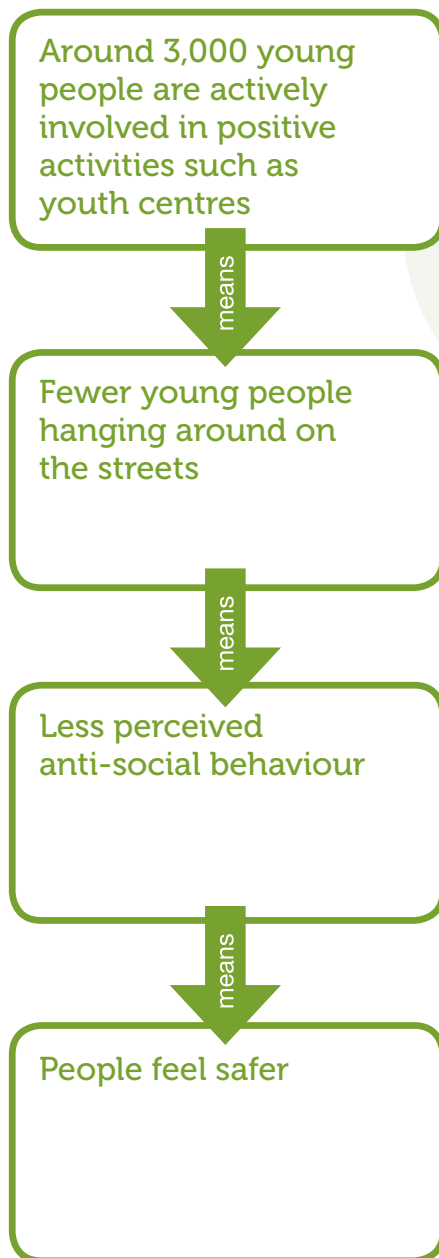 Around 3,000 young
people are actively
involved in positive
activities such as
youth centres
means
Fewer young people
hanging around on
the streets
means
Less perceived
anti-social behaviour
means
People feel safer